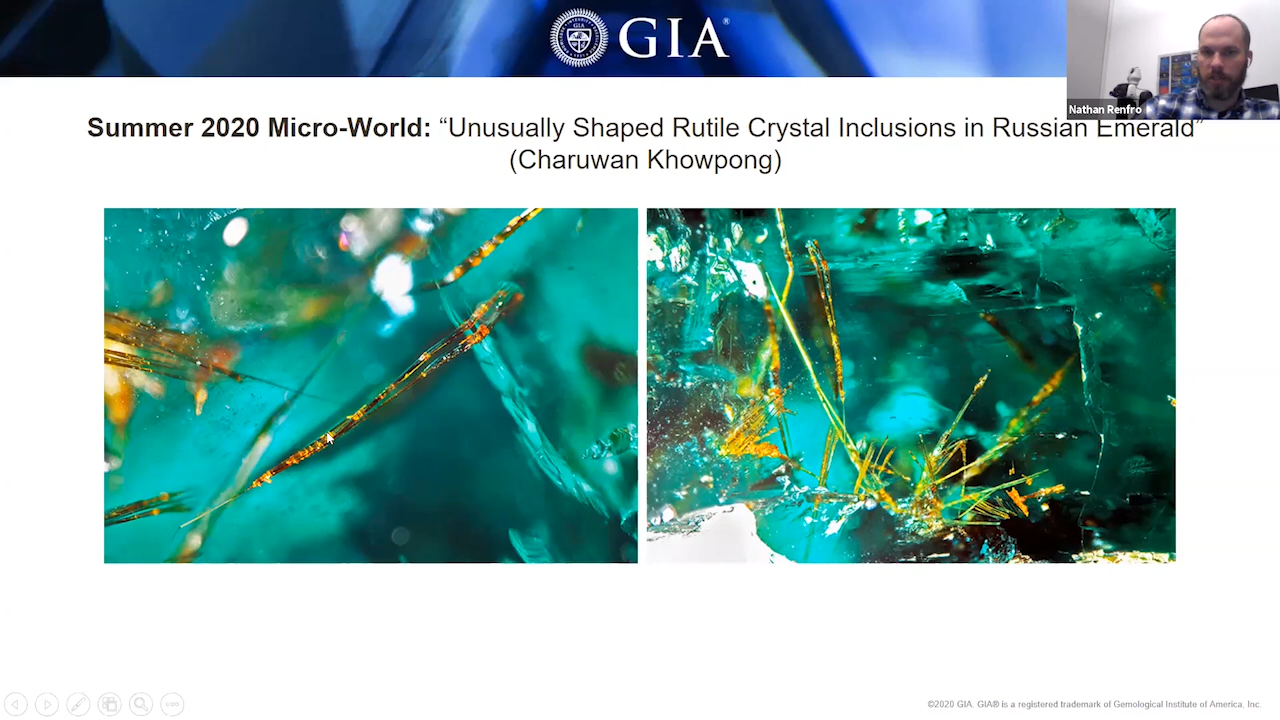 GIA®
Nathan Renfro
Summer 2020 Micro-World: “Unusually Shaped Rutile Crystal Inclusions in Russian Emerald”
(Charuwan Khowpong)
©2020 GIA. GIA® is a registered trademark of Gemological Institute of America, Inc.